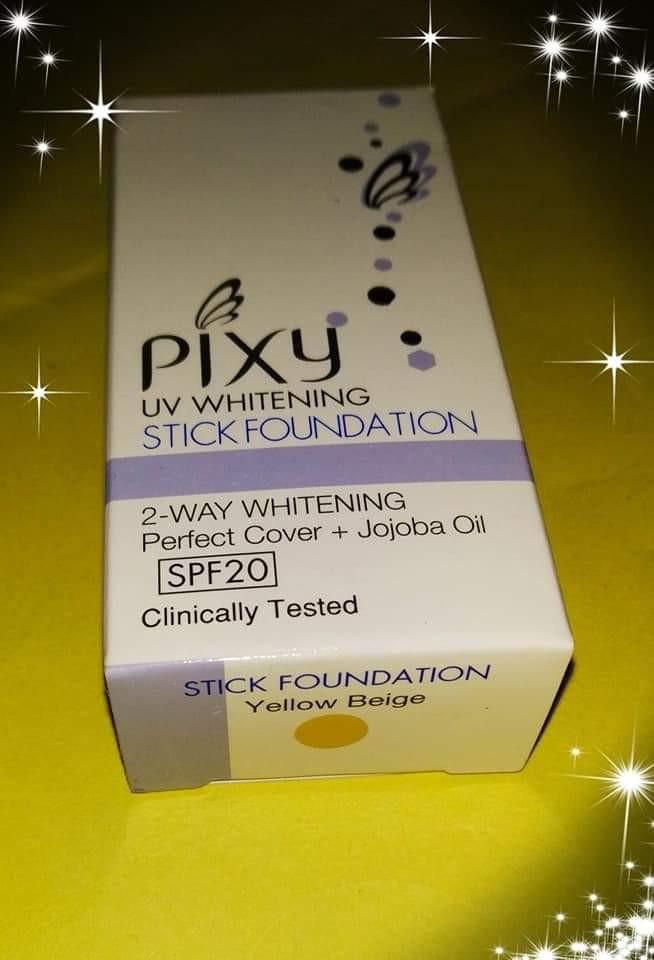 PIXY
UV WHITENING
STICK FOUNDATION
2-WAY WHITENING
Perfect Cover + Jojoba Oil
SPF20
Clinically Tested
STICK FOUNDATION
Yellow Beige